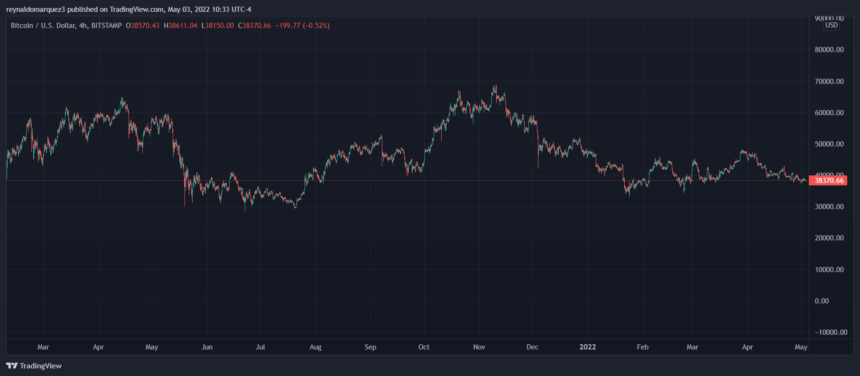 reynaldomarquez3 published on TradingView.com, May 03, 2022 10:33 UTC-4
Bitcoin / U.S. Dollar, 4h, BITSTAMP O38570.43 H38611.04 L38150.00 C38370.66 −199.77 (−0.52%)
90000.00
USD
80000.00
70000.00
60000.00
50000.00
40000.00
38370.66
30000.00
20000.00
10000.00
0.00
−10000.00
Mar Apr May Jun Jul Aug Sep Oct Nov Dec 2022 Feb Mar Apr May
TradingView